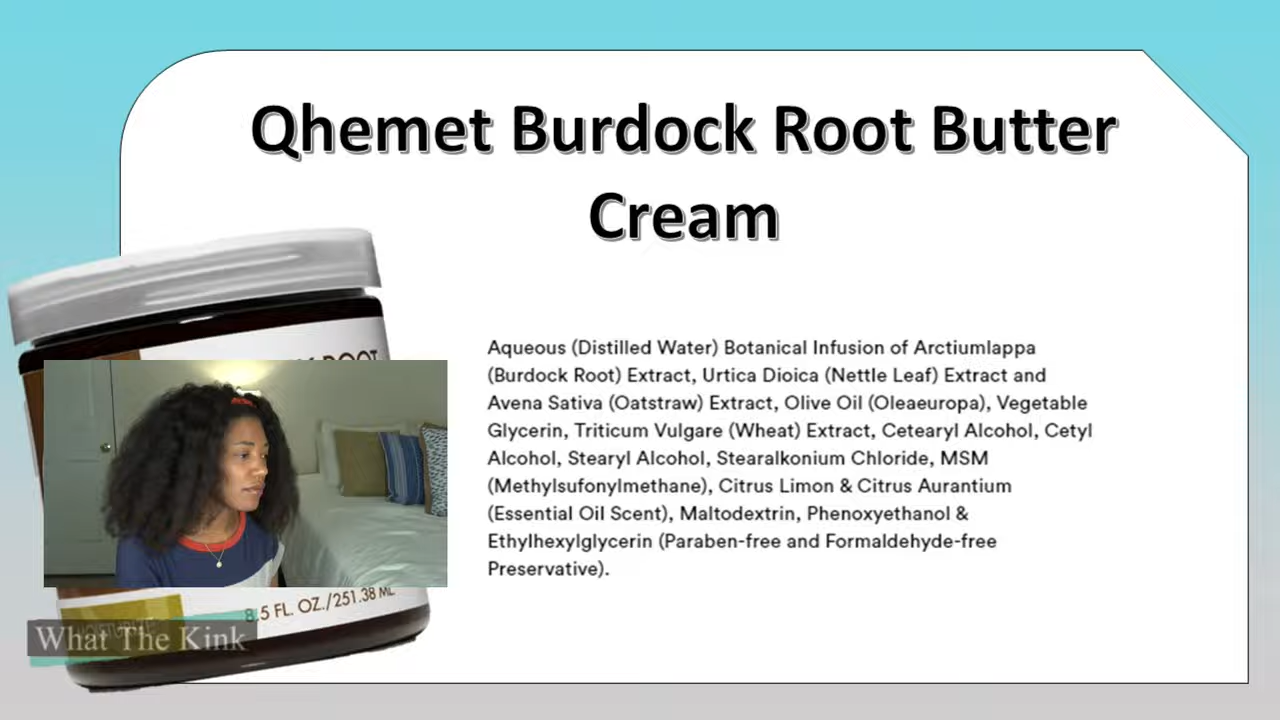 Qhemet Burdock Root Butter
Cream
Aqueous (Distilled Water) Botanical Infusion of Arctiumlappa
(Burdock Root) Extract, Urtica Dioica (Nettle Leaf) Extract and
Avena Sativa (Oatstraw) Extract, Olive Oil (Oleaeuropa), Vegetable
Glycerin, Triticum Vulgare (Wheat) Extract, Cetearyl Alcohol, Cetyl
Alcohol, Stearyl Alcohol, Stearalkonium Chloride, MSM
(Methylsufonylmethane), Citrus Limon & Citrus Aurantium
(Essential Oil Scent), Maltodextrin, Phenoxyethanol &
Ethylhexylglycerin (Paraben-free and Formaldehyde-free
Preservative).
ROOT
8.5 FL. OZ./251.38 ML
What The Kink